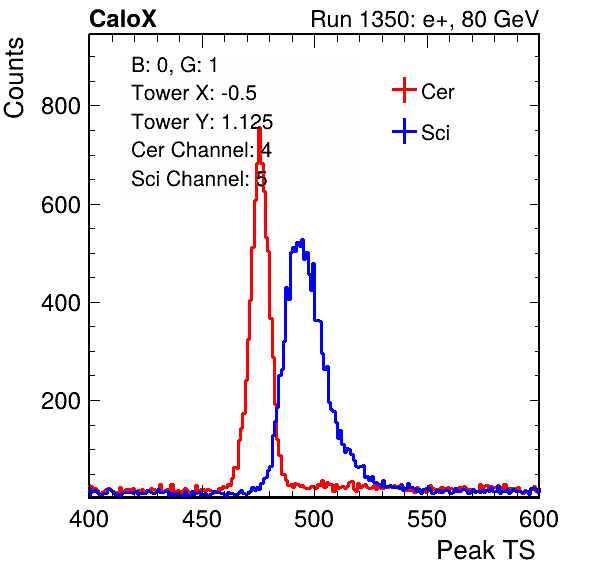 CaloX
Run 1350: e+, 80 GeV
Counts
B: 0, G: 1
Tower X: -0.5
Tower Y: 1.125
Cer Channel: 4
Sci Channel: 5
Cer
Sci
800
600
400
200
400 450 500 550 600
Peak TS